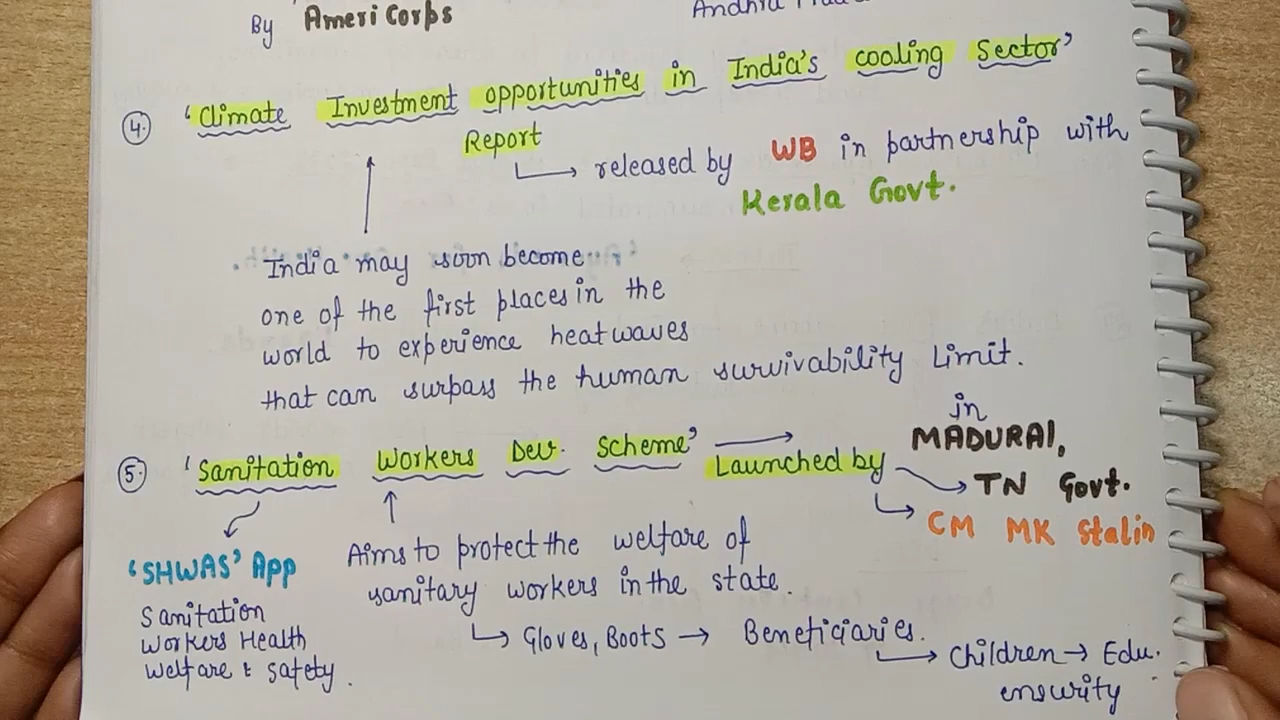 By AmeriCorps
Andhra
4. 'Climate Investment opportunities in India's cooling Sector'
Report
released by WB in partnership with
Kerala Govt.
India may soon become
one of the first places in the
world to experience heatwaves
that can surpass the human survivability Limit.
in
MADURAI,
5. 'Sanitation Workers Dev. Scheme' Launched by
TN Govt.
CM MK Stalin
'SHWAS' App
Sanitation
Workers Health
Welfare & safety.
Aims to protect the welfare of
sanitary workers in the state.
Gloves, Boots → Beneficiaries.
children → Edu.
ensurity